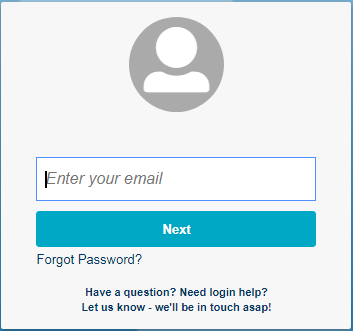 Enter your email
Next
Forgot Password?
Have a question? Need login help?
Let us know - we'll be in touch asap!